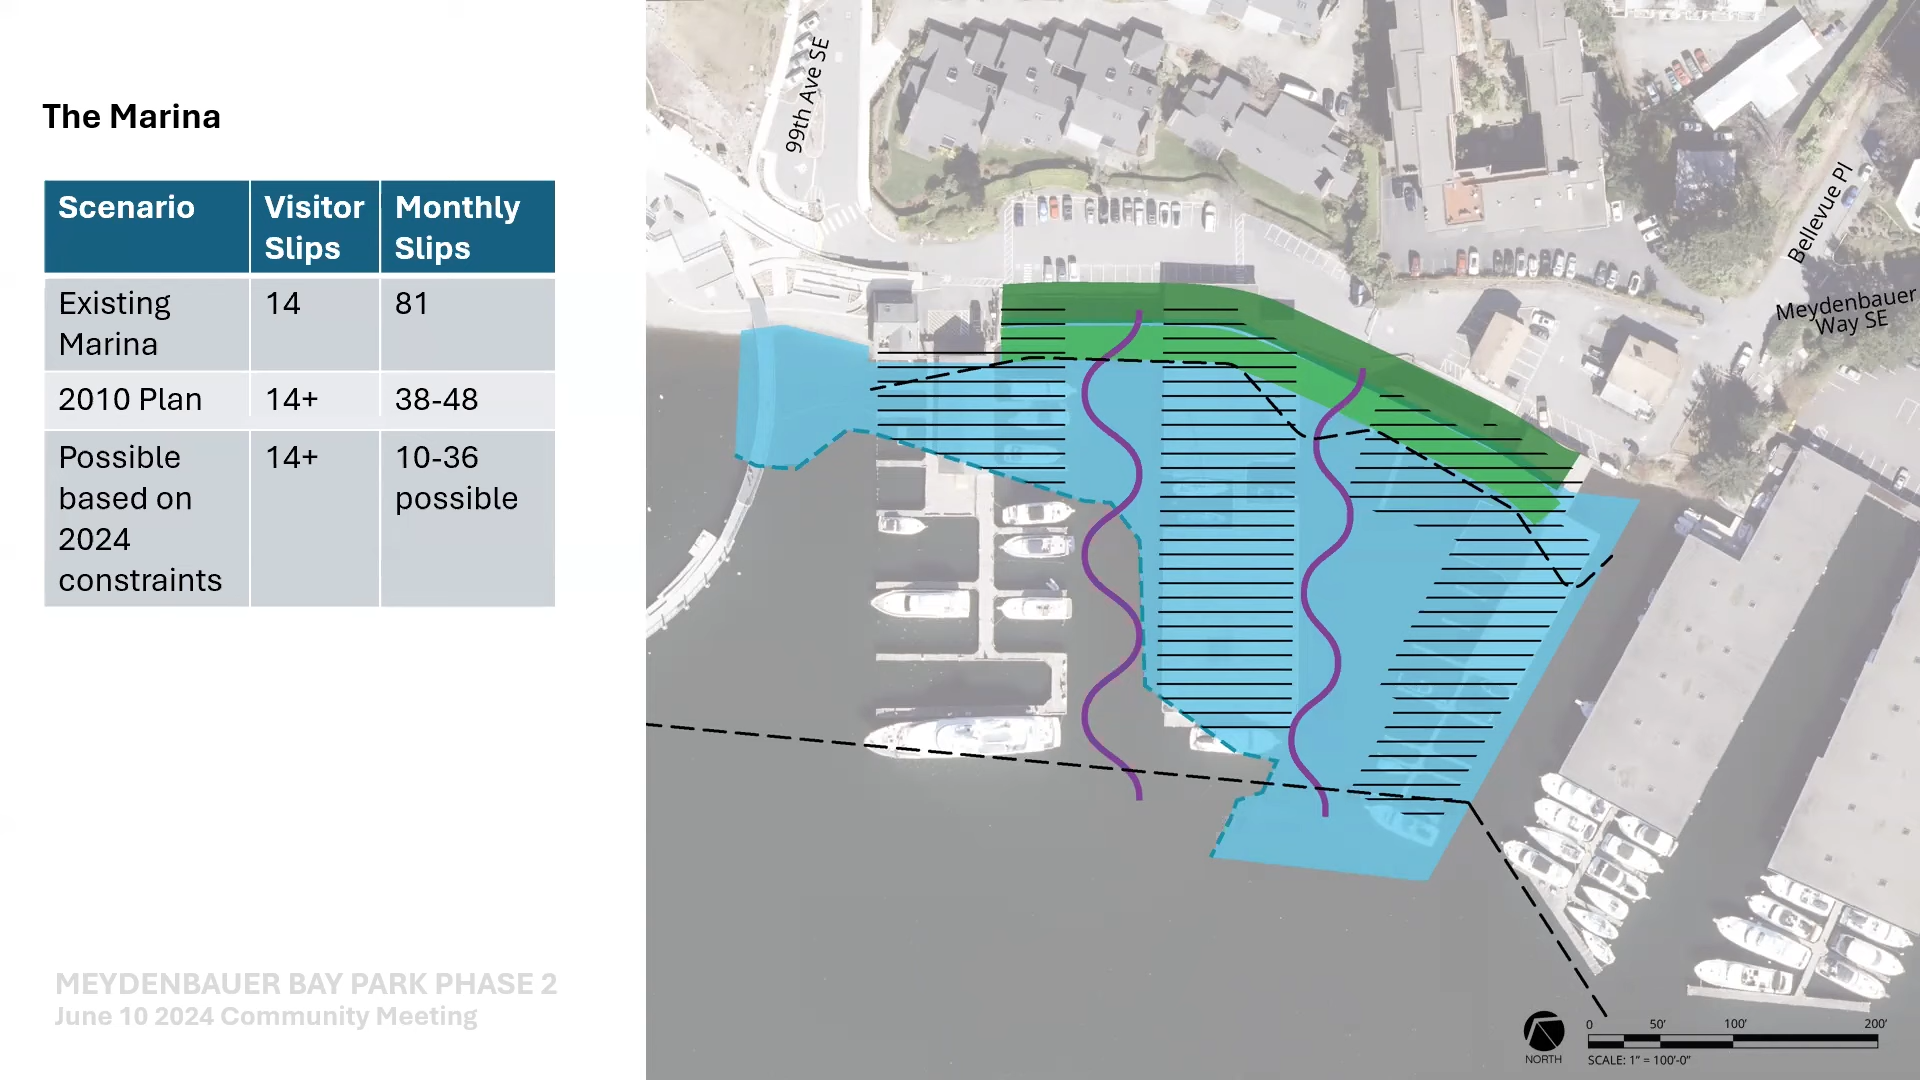 The Marina
Scenario
Visitor
Slips
Monthly
Slips
Existing
Marina
14
81
2010 Plan
14+
38-48
Possible
based on
2024
constraints
14+
10-36
possible
MEYDENBAUER BAY PARK PHASE 2
June 10 2024 Community Meeting
99th Ave SE
Bellevue Pl
Meydenbauer
Way SE
NORTH
0 50' 100' 200'
SCALE: 1" = 100'-0"